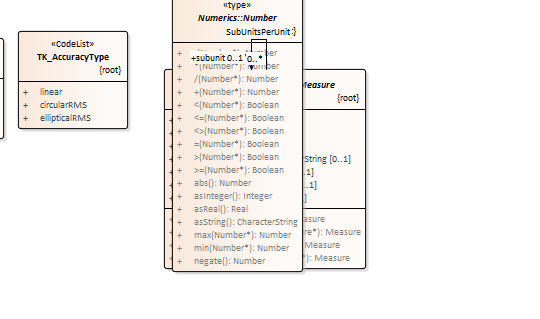 «CodeList»
TK_AccuracyType
{root}
+ linear
+ circularRMS
+ ellipticalRMS
«type»
Numerics::Number
SubUnitsPerUnit:}
+subunit 0..1 0..*
+ *(Number*): Number
+ /(Number*): Number
+ +(Number*): Number
+ <(Number*): Boolean
+ <=(Number*): Boolean
+ <>(Number*): Boolean
+ =(Number*): Boolean
+ >(Number*): Boolean
+ >=(Number*): Boolean
+ abs(): Number
+ asInteger(): Integer
+ asReal(): Real
+ asString(): CharacterString
+ max(Number*): Number
+ min(Number*): Number
+ negate(): Number
Measure
{root}
String [0..1]
.1]
..1]
]
asure
re*): Measure
Measure
*): Measure